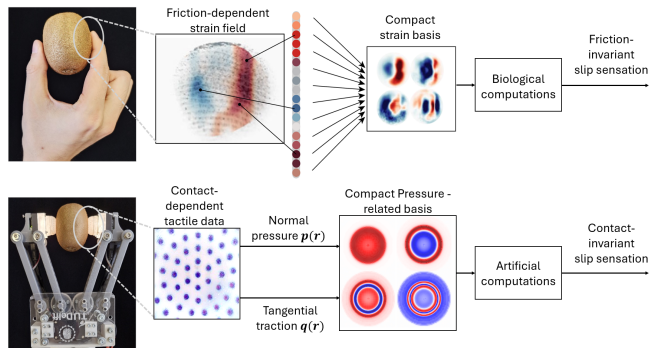 Friction-dependent
strain field
Compact
strain basis
Biological
computations
Friction-
invariant
slip sensation
Contact-
dependent
tactile data
Normal
pressure p(r)
Tangential
traction q(r)
Compact Pressure -
related basis
Artificial
computations
Contact-
invariant
slip sensation
TUDelft